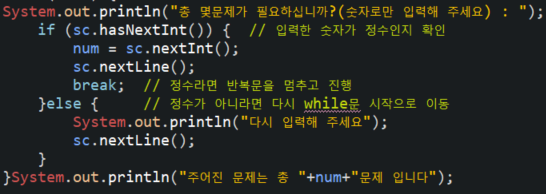 System.out.println("총 몇문제가 필요하십니까?(숫자로만 입력해 주세요) : ");
if (sc.hasNextInt()) {  // 입력한 숫자가 정수인지 확인
num = sc.nextInt();
sc.nextLine();
break;  // 정수라면 반복문을 멈추고 진행
}else {     // 정수가 아니라면 다시 while문 시작으로 이동
System.out.println("다시 입력해 주세요");
sc.nextLine();
}
}System.out.println("주어진 문제는 총 "+num+"문제 입니다");